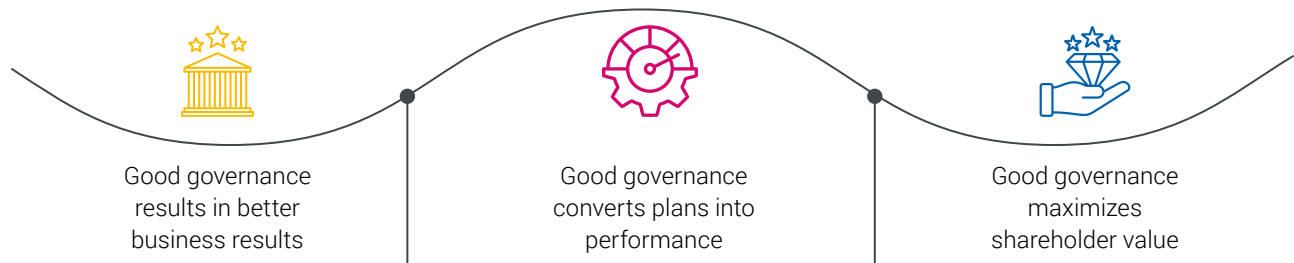 Good governance
results in better
business results
Good governance
converts plans into
performance
Good governance
maximizes
shareholder value